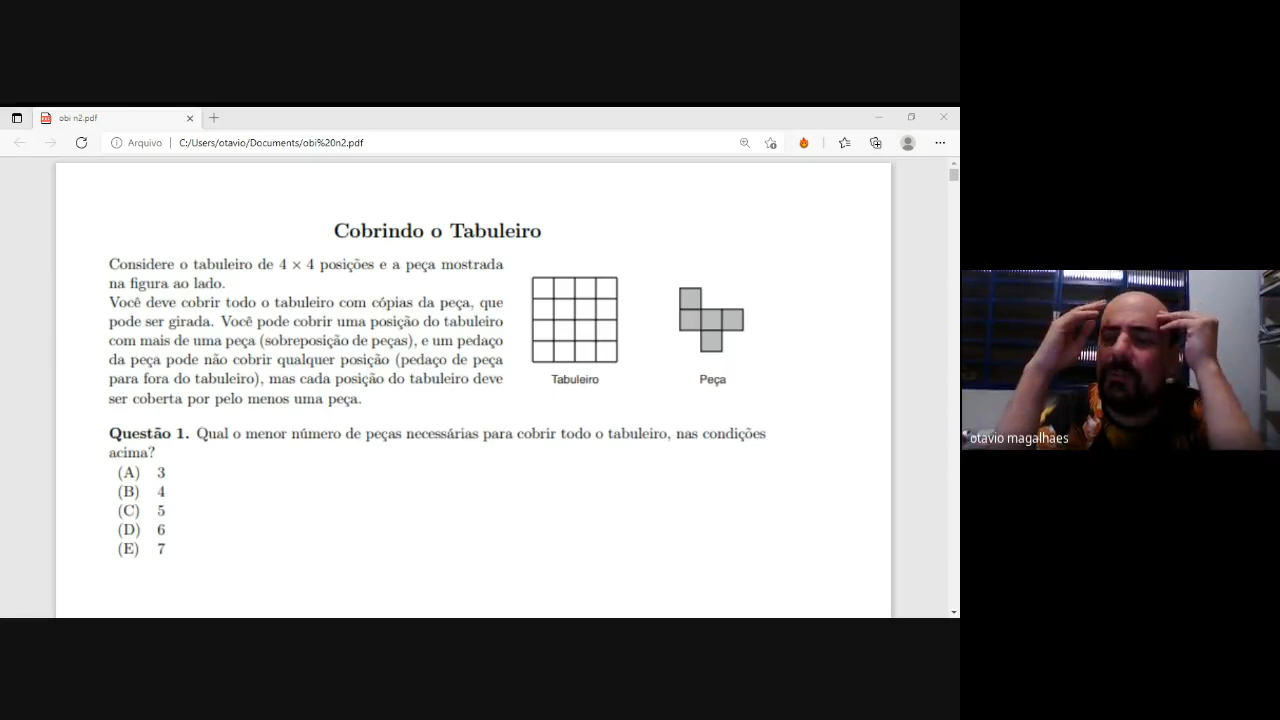 obi n2.pdf
Arquivo
C:/Users/otavio/Documents/obi%20n2.pdf
Cobrindo o Tabuleiro
Considere o tabuleiro de 4 × 4 posições e a peça mostrada
na figura ao lado.
Você deve cobrir todo o tabuleiro com cópias da peça, que
pode ser girada. Você pode cobrir uma posição do tabuleiro
com mais de uma peça (sobreposição de peças), e um pedaço
da peça pode não cobrir qualquer posição (pedaço de peça
para fora do tabuleiro), mas cada posição do tabuleiro deve
ser coberta por pelo menos uma peça.
Tabuleiro
Peça
Questão 1. Qual o menor número de peças necessárias para cobrir todo o tabuleiro, nas condições
acima?
(A) 3
(B) 4
(C) 5
(D) 6
(E) 7
otavio magalhaes